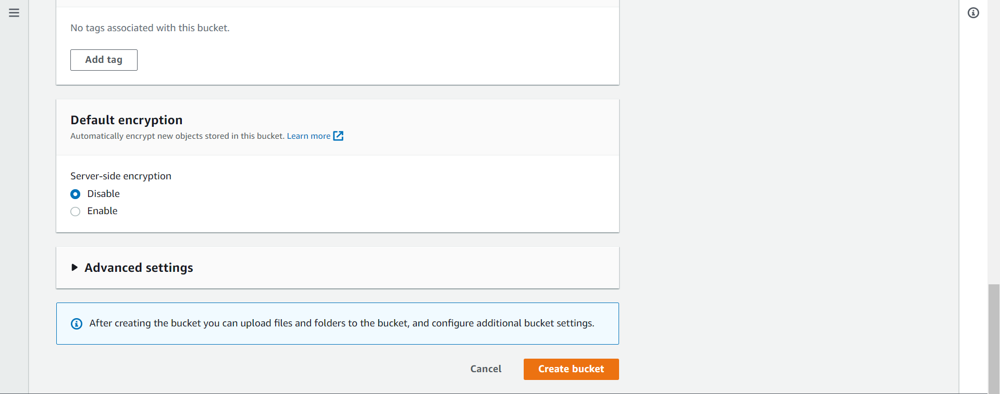 No tags associated with this bucket.
Add tag
Default encryption
Automatically encrypt new objects stored in this bucket. Learn more
Server-side encryption
Disable
Enable
Advanced settings
After creating the bucket you can upload files and folders to the bucket, and configure additional bucket settings.
Cancel
Create bucket